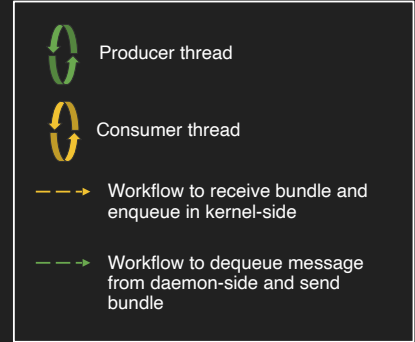 Producer thread
Consumer thread
Workflow to receive bundle and
enqueue in kernel-side
Workflow to dequeue message
from daemon-side and send
bundle